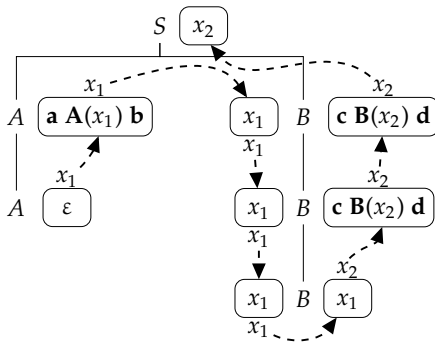 S x₂
x₁ x₂
A a A(x₁) b x₁ B c B(x₂) d
x₁ x₁ x₂
A ε x₁ B c B(x₂) d
x₁ x₂
x₁ B x₁
x₁